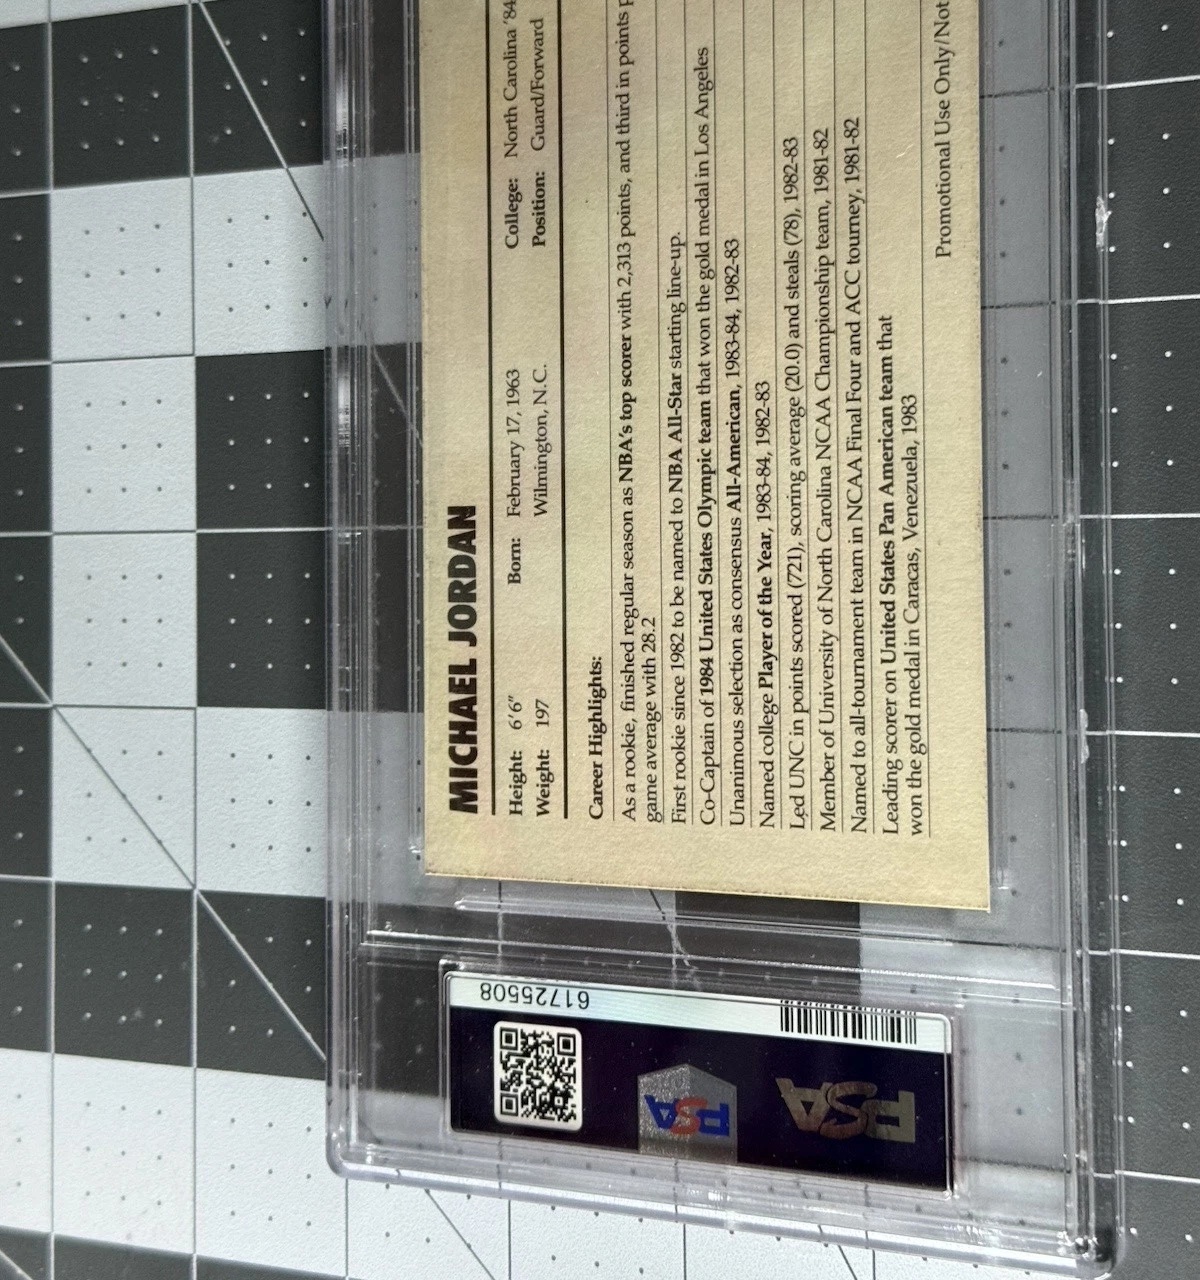 MICHAEL JORDAN
Height: 6'6" Born: February 17, 1963 College: North Carolina '84
Weight: 197 Wilmington, N.C. Position: Guard/Forward
Career Highlights:
As a rookie, finished regular season as NBA's top scorer with 2,313 points, and third in points
game average with 28.2
First rookie since 1982 to be named to NBA All-Star starting line-up.
Co-Captain of 1984 United States Olympic team that won the gold medal in Los Angeles
Unanimous selection as consensus All-American, 1983-84, 1982-83
Named college Player of the Year, 1983-84, 1982-83
Led UNC in points scored (721), scoring average (20.0) and steals (78), 1982-83
Member of University of North Carolina NCAA Championship team, 1981-82
Named to all-tournament team in NCAA Final Four and ACC tourney, 1981-82
Leading scorer on United States Pan American team that
won the gold medal in Caracas, Venezuela, 1983
Promotional Use Only/Not
61725508
PSA
PSA